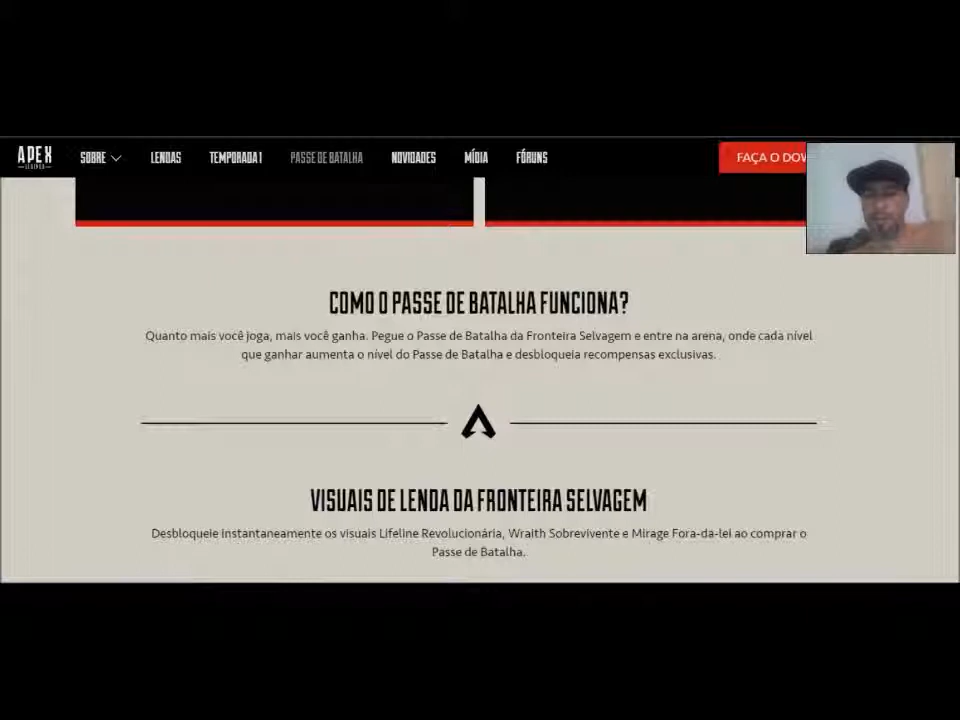 APEX
SOBRE
LENDAS
TEMPORADA 1
PASSE DE BATALHA
NOVIDADES
MÍDIA
FÓRUNS
FAÇA O
COMO O PASSE DE BATALHA FUNCIONA?
Quanto mais você joga, mais você ganha. Pegue o Passe de Batalha da Fronteira Selvagem e entre na arena, onde cada nível
que ganhar aumenta o nível do Passe de Batalha e desbloqueia recompensas exclusivas.
VISUAIS DE LENDA DA FRONTEIRA SELVAGEM
Desbloqueie instantaneamente os visuais Lifeline Revolucionária, Wraith Sobrevivente e Mirage Fora-da-lei ao comprar o
Passe de Batalha.